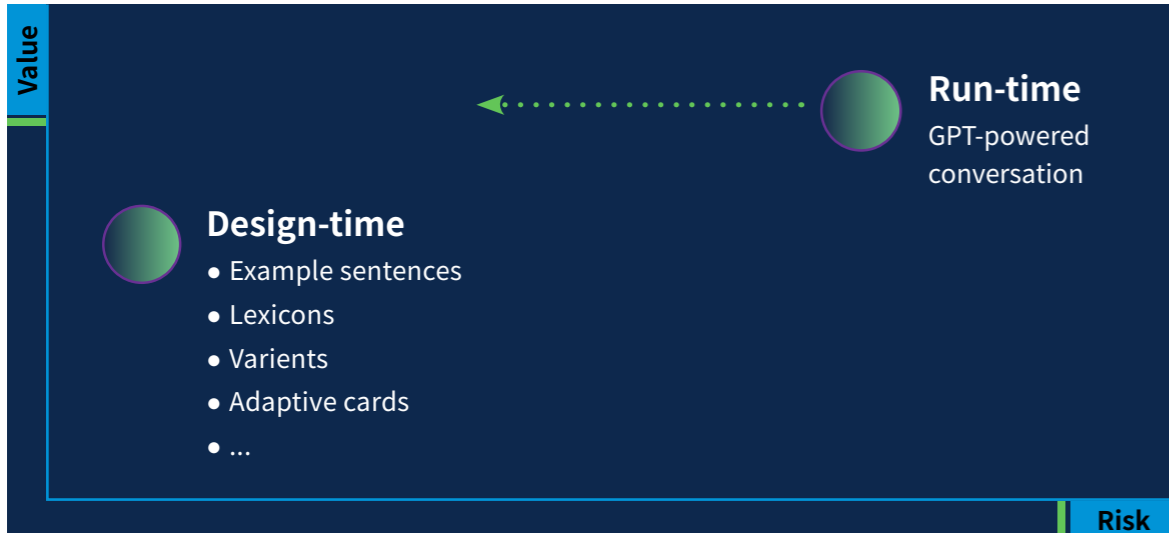 Value
Run-time
GPT-powered
conversation
Design-time
● Example sentences
● Lexicons
● Varients
● Adaptive cards
● ...
Risk